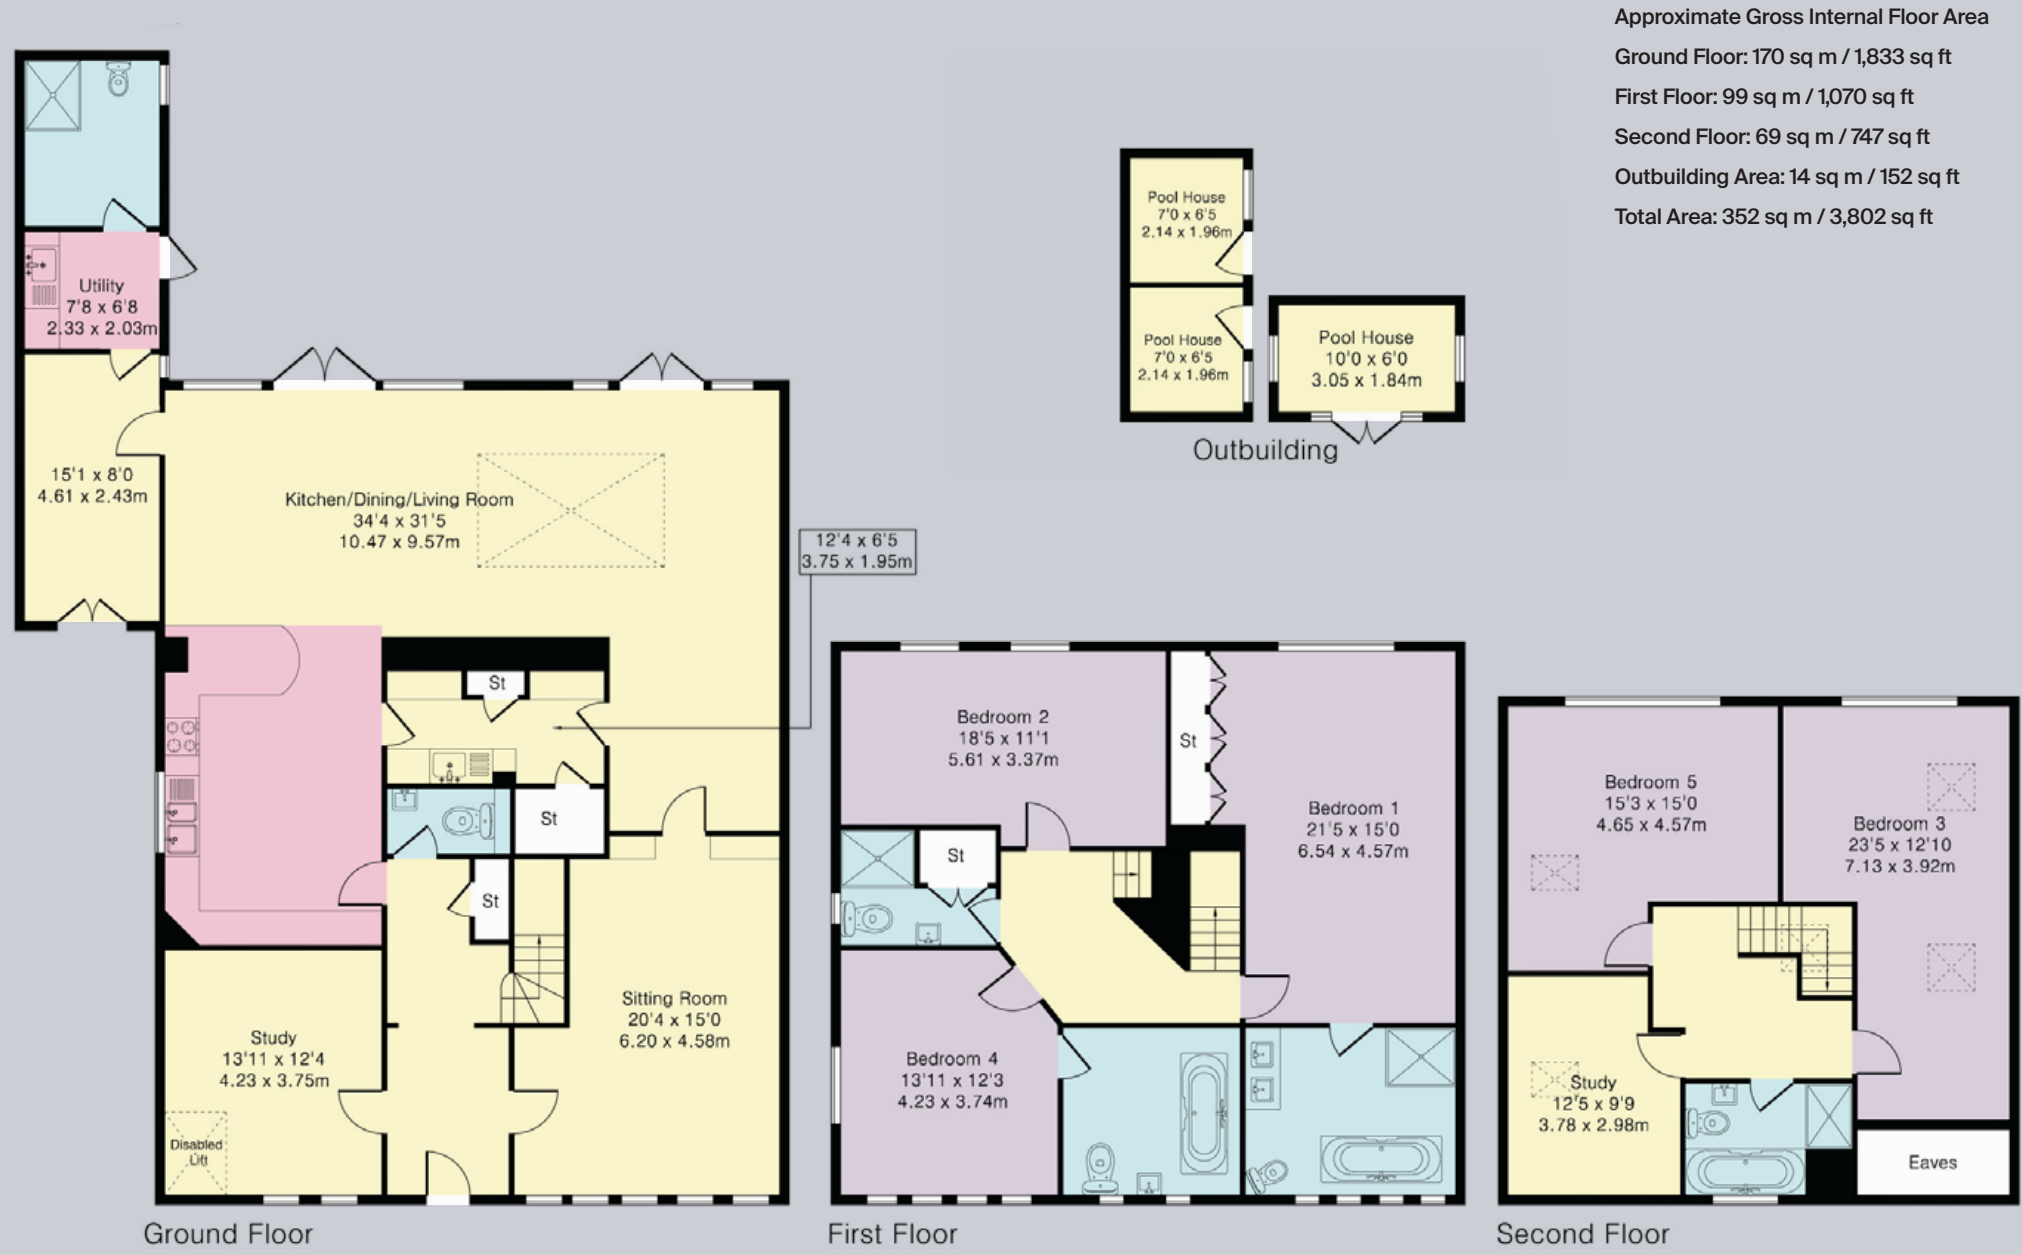 Approximate Gross Internal Floor Area
Ground Floor: 170 sq m / 1,833 sq ft
First Floor: 99 sq m / 1,070 sq ft
Second Floor: 69 sq m / 747 sq ft
Outbuilding Area: 14 sq m / 152 sq ft
Total Area: 352 sq m / 3,802 sq ft
Utility
7'8 x 6'8
2.33 x 2.03m
15'1 x 8'0
4.61 x 2.43m
Kitchen/Dining/Living Room
34'4 x 31'5
10.47 x 9.57m
12'4 x 6'5
3.75 x 1.95m
St
St
St
Sitting Room
20'4 x 15'0
6.20 x 4.58m
Study
13'11 x 12'4
4.23 x 3.75m
Disabled
Lift
Ground Floor
Pool House
7'0 x 6'5
2.14 x 1.96m
Pool House
7'0 x 6'5
2.14 x 1.96m
Pool House
10'0 x 6'0
3.05 x 1.84m
Outbuilding
Bedroom 2
18'5 x 11'1
5.61 x 3.37m
St
Bedroom 1
21'5 x 15'0
6.54 x 4.57m
St
Bedroom 4
13'11 x 12'3
4.23 x 3.74m
First Floor
Bedroom 5
15'3 x 15'0
4.65 x 4.57m
Bedroom 3
23'5 x 12'10
7.13 x 3.92m
Study
12'5 x 9'9
3.78 x 2.98m
Eaves
Second Floor